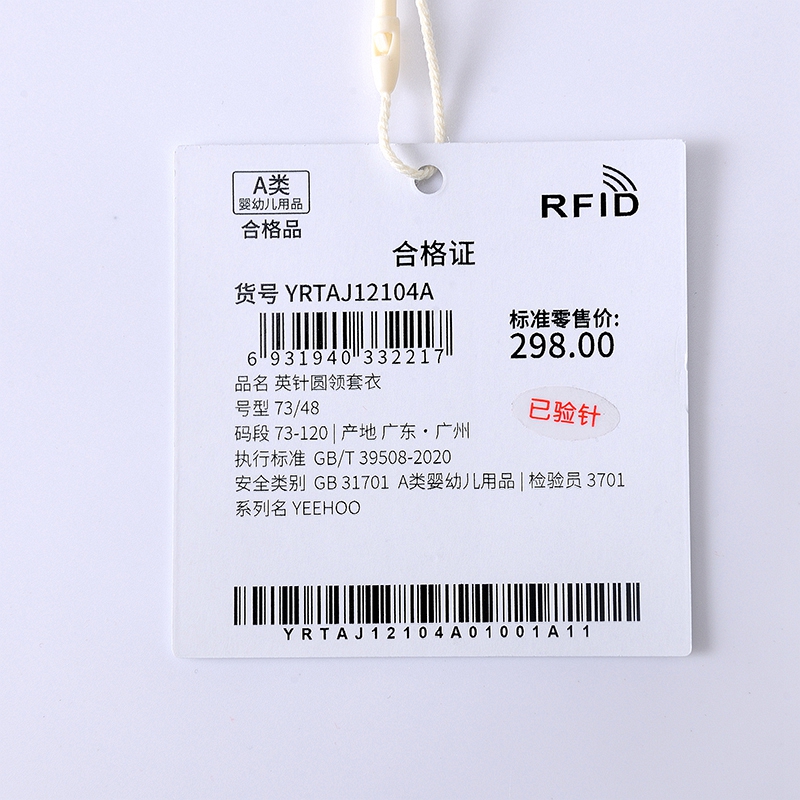 A类
婴幼儿用品
合格品
RFID
合格证
货号 YRTAJ12104A
6 931940 332217
标准零售价:
298.00
品名 英针圆领套衣
号型 73/48
已验针
码段 73-120 | 产地 广东·广州
执行标准 GB/T 39508-2020
安全类别 GB 31701 A类婴幼儿用品 | 检验员 3701
系列名 YEEHOO
YRTAJ12104A01001A11